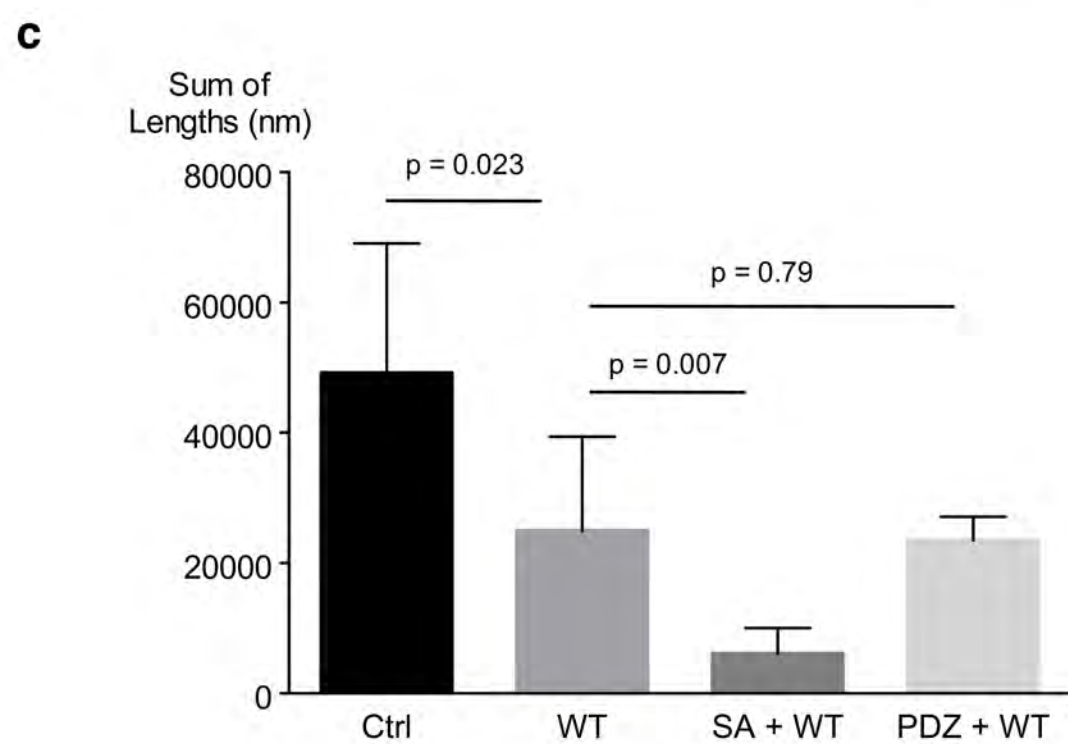 c
Sum of
Lengths (nm)
80000
p = 0.023
60000
p = 0.79
p = 0.007
40000
20000
0
Ctrl
WT
SA + WT
PDZ + WT